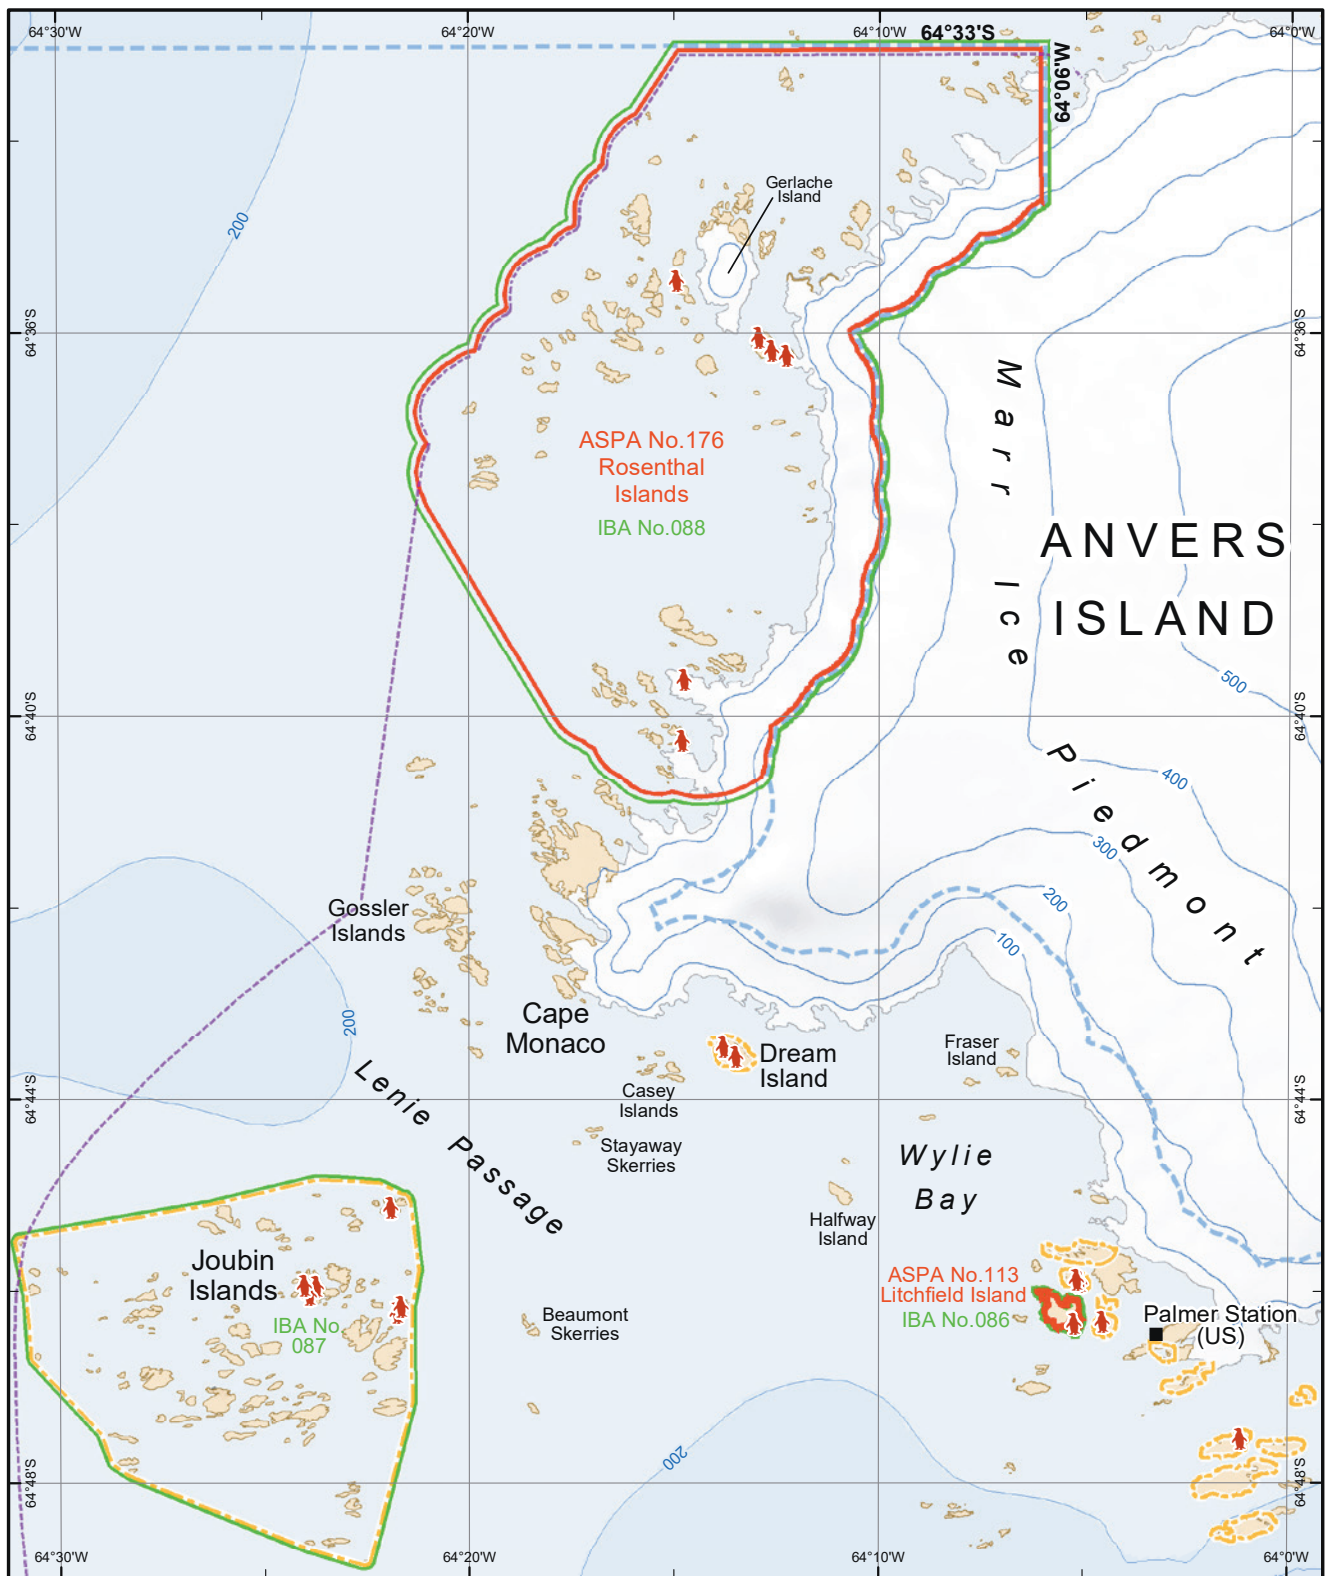 64°30'W
64°20'W
64°10'W
64°33'S
64°0'W
64°06'W
200
Gerlache
Island
64°36'S
64°36'S
Marr Ice Piedmont
ASPA No.176
Rosenthal
Islands
IBA No.088
ANVERS
ISLAND
500
64°40'S
64°40'S
400
300
200
100
Gossler
Islands
200
Cape
Monaco
Dream
Island
Fraser
Island
Casey
Islands
64°44'S
64°44'S
Lenie Passage
Stayaway
Skerries
Wylie
Bay
Halfway
Island
Joubin
Islands
IBA No.
087
ASPA No.113
Litchfield Island
IBA No.086
Beaumont
Skerries
Palmer Station
(US)
200
64°48'S
64°48'S
64°30'W
64°20'W
64°10'W
64°0'W